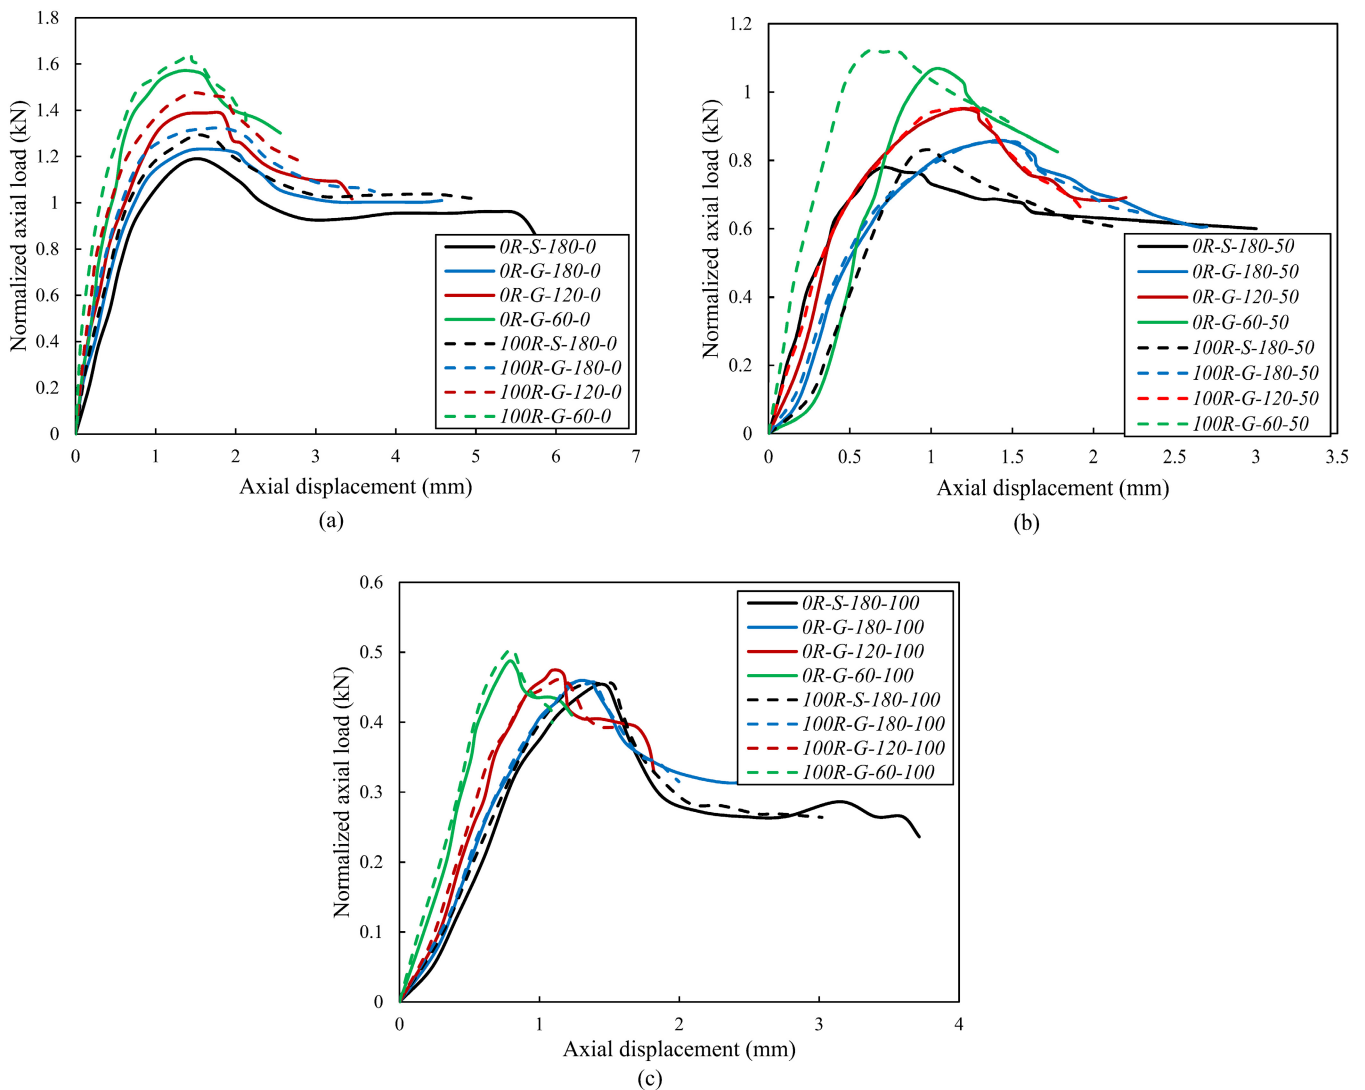 1.8
1.6
1.4
1.2
1
0.8
0.6
0.4
0.2
0
Normalized axial load (kN)
0R-S-180-0
0R-G-180-0
0R-G-120-0
0R-G-60-0
100R-S-180-0
100R-G-180-0
100R-G-120-0
100R-G-60-0
0 1 2 3 4 5 6 7
Axial displacement (mm)
(a)
1.2
1
0.8
0.6
0.4
0.2
0
Normalized axial load (kN)
0R-S-180-50
0R-G-180-50
0R-G-120-50
0R-G-60-50
100R-S-180-50
100R-G-180-50
100R-G-120-50
100R-G-60-50
0 0.5 1 1.5 2 2.5 3 3.5
Axial displacement (mm)
(b)
0.6
0.5
0.4
0.3
0.2
0.1
0
Normalized axial load (kN)
0R-S-180-100
0R-G-180-100
0R-G-120-100
0R-G-60-100
100R-S-180-100
100R-G-180-100
100R-G-120-100
100R-G-60-100
0 1 2 3 4
Axial displacement (mm)
(c)